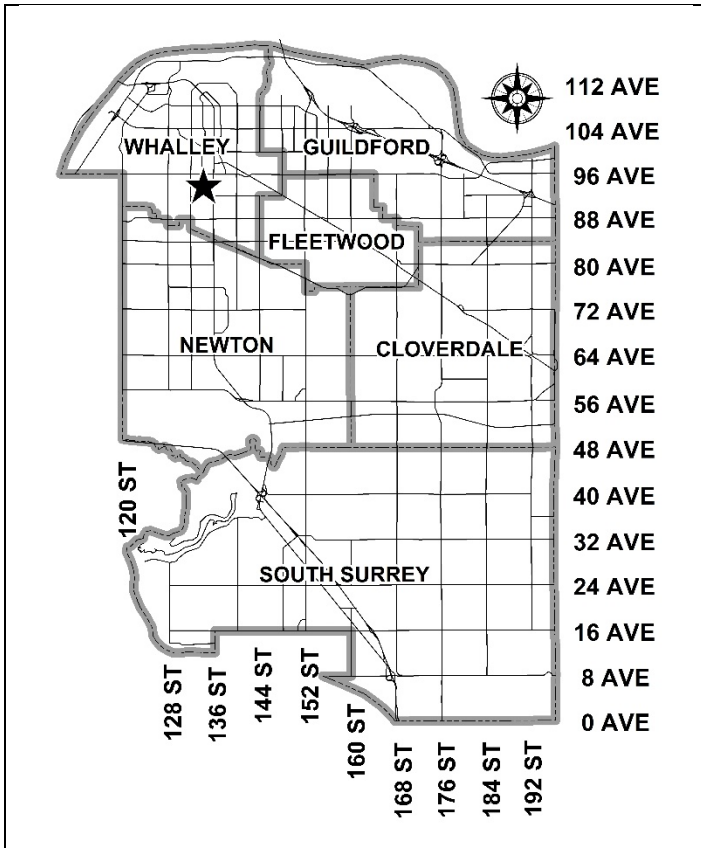 112 AVE
104 AVE
WHALLEY
GUILDFORD
96 AVE
88 AVE
FLEETWOOD
80 AVE
72 AVE
NEWTON
CLOVERDALE
64 AVE
56 AVE
48 AVE
120 ST
40 AVE
32 AVE
SOUTH SURREY
24 AVE
16 AVE
8 AVE
0 AVE
128 ST
136 ST
144 ST
152 ST
160 ST
168 ST
176 ST
184 ST
192 ST